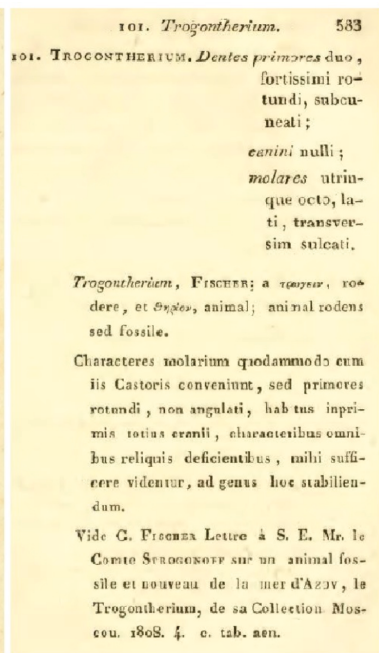 101. Trogontherium. 583
101. TROGONTHERIUM. Dentes primores duo,
fortissimi ro-
tundi, subcu-
neati;
canini nulli;
molares utrin-
que octo, la-
ti, transver-
sim sulcati.
Trogontherium, FISCHER; a τρωγειν, ro-
dere, et θηριον, animal; animal rodens
sed fossile.
Characteres molarium quodammodo cum
iis Castoris conveniunt, sed primores
rotundi, non angulati, habitus inpri-
mis totius cranii, characteribus omni-
bus reliquis deficientibus, mihi suffi-
cere videntur, ad genus hoc stabilien-
dum.
Vide G. FISCHER Lettre à S. E. Mr. le
Comte STROGONOFF sur un animal fos-
sile et nouveau de la mer d'Azov, le
Trogontherium, de sa Collection Mos-
cou. 1808. 4. c. tab. aen.